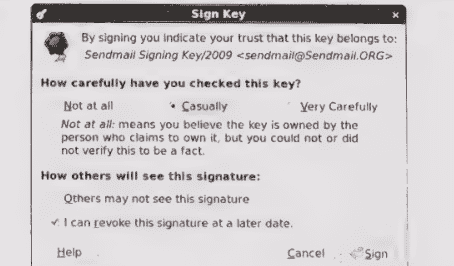 Sign Key
By signing you indicate your trust that this key belongs to:
Sendmail Signing Key/2009 <sendmail@Sendmail.ORG>
How carefully have you checked this key?
Not at all Casually Very Carefully
Not at all: means you believe the key is owned by the
person who claims to own it, but you could not or did
not verify this to be a fact.
How others will see this signature:
Others may not see this signature
I can revoke this signature at a later date.
Help Cancel Sign